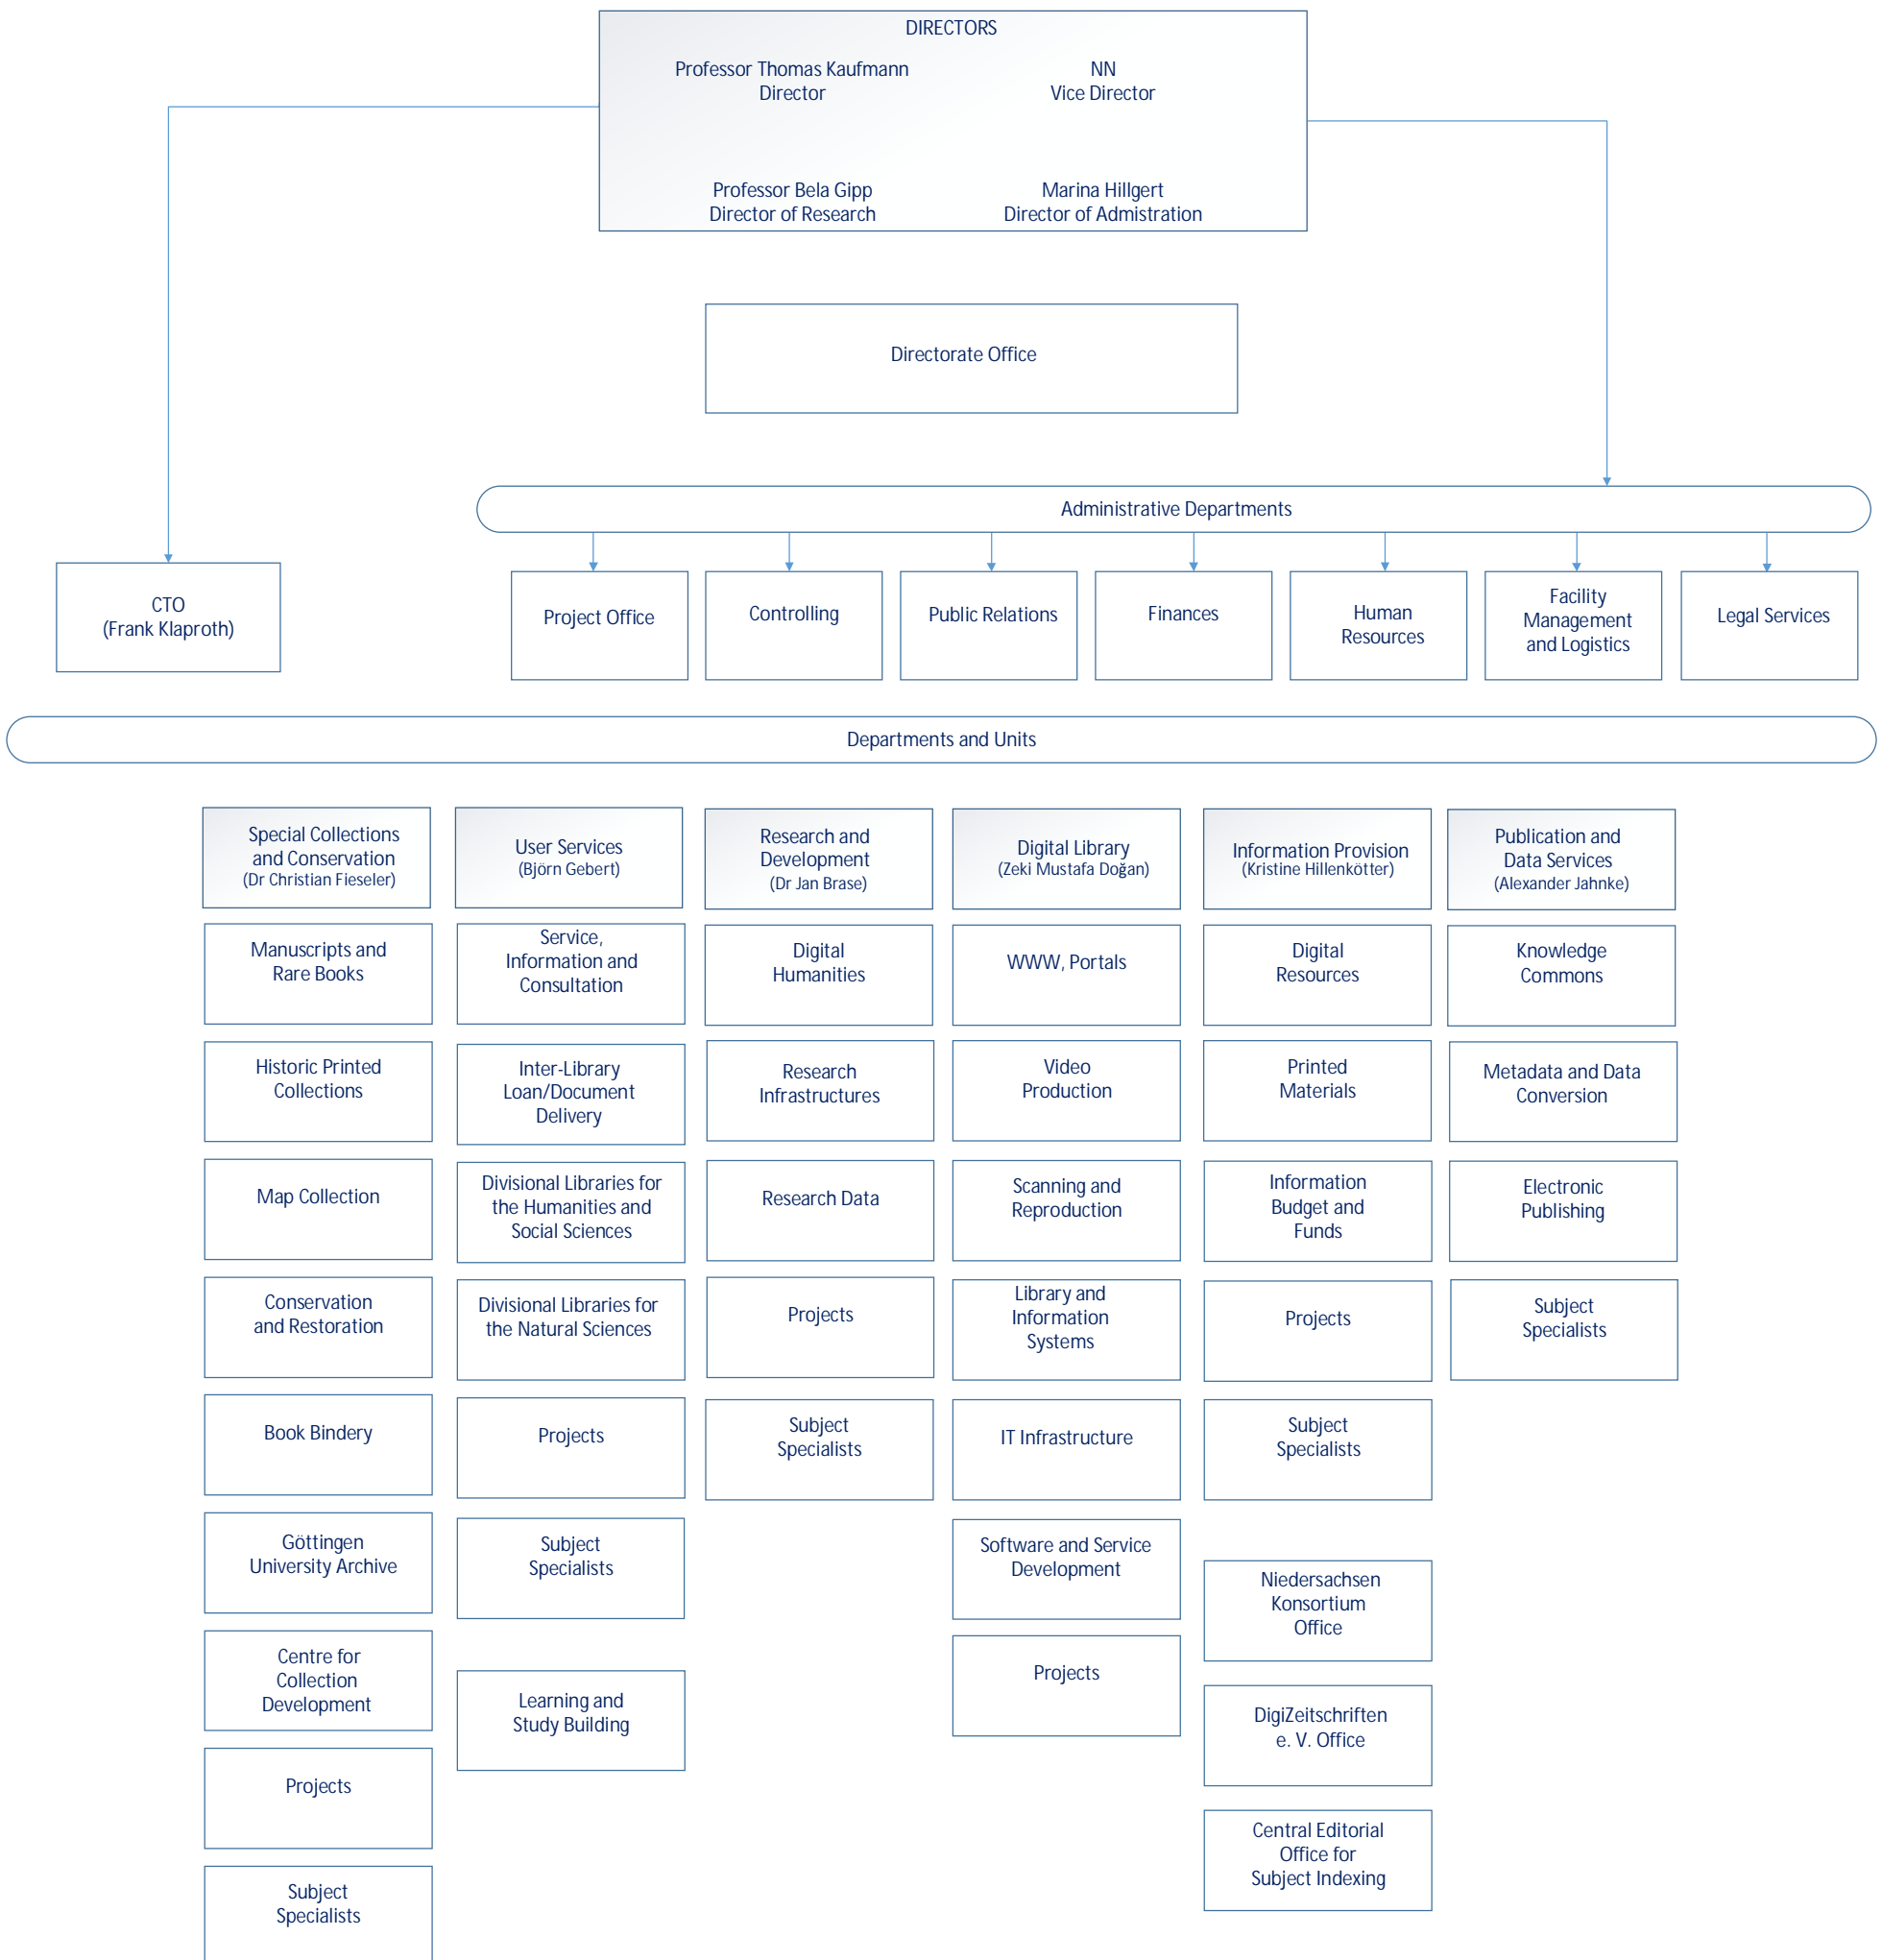 DIRECTORS
Professor Thomas Kaufmann
Director
NN
Vice Director
Professor Bela Gipp
Director of Research
Marina Hillgert
Director of Admistration
Directorate Office
Administrative Departments
CTO
(Frank Klaproth)
Project Office
Controlling
Public Relations
Finances
Human
Resources
Facility
Management
and Logistics
Legal Services
Departments and Units
Special Collections
and Conservation
(Dr Christian Fieseler)
Manuscripts and
Rare Books
Historic Printed
Collections
Map Collection
Conservation
and Restoration
Book Bindery
Göttingen
University Archive
Centre for
Collection
Development
Projects
Subject
Specialists
User Services
(Björn Gebert)
Service,
Information and
Consultation
Inter-Library
Loan/Document
Delivery
Divisional Libraries for
the Humanities and
Social Sciences
Divisional Libraries for
the Natural Sciences
Projects
Subject
Specialists
Learning and
Study Building
Research and
Development
(Dr Jan Brase)
Digital
Humanities
Research
Infrastructures
Research Data
Projects
Subject
Specialists
Digital Library
(Zeki Mustafa Doğan)
WWW, Portals
Video
Production
Scanning and
Reproduction
Library and
Information
Systems
IT Infrastructure
Software and Service
Development
Projects
Information Provision
(Kristine Hillenkötter)
Digital
Resources
Printed
Materials
Information
Budget and
Funds
Projects
Subject
Specialists
Niedersachsen
Konsortium
Office
DigiZeitschriften
e. V. Office
Central Editorial
Office for
Subject Indexing
Publication and
Data Services
(Alexander Jahnke)
Knowledge
Commons
Metadata and Data
Conversion
Electronic
Publishing
Subject
Specialists